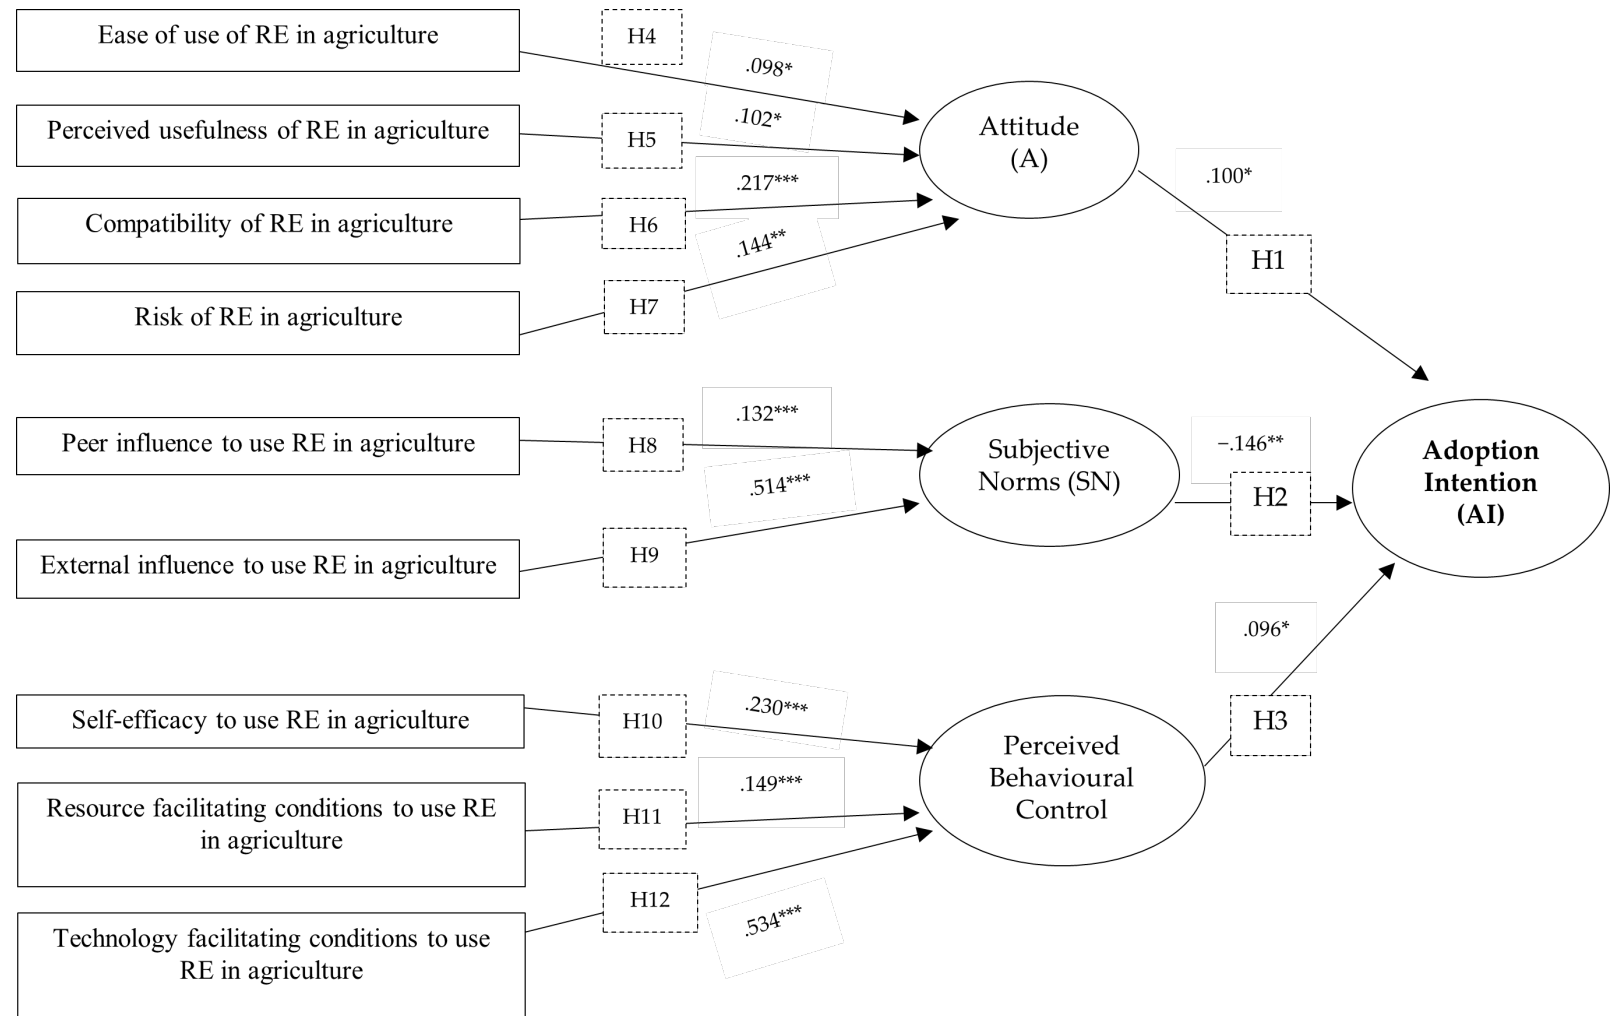 Ease of use of RE in agriculture
H4
.098*
Perceived usefulness of RE in agriculture
H5
.102*
Compatibility of RE in agriculture
H6
.217***
Risk of RE in agriculture
H7
.144**
Attitude
(A)
.100*
H1
Peer influence to use RE in agriculture
H8
.132***
External influence to use RE in agriculture
H9
.514***
Subjective
Norms (SN)
−.146**
H2
Adoption
Intention
(AI)
Self-efficacy to use RE in agriculture
H10
.230***
Resource facilitating conditions to use RE
in agriculture
H11
.149***
Technology facilitating conditions to use
RE in agriculture
H12
.534***
Perceived
Behavioural
Control
.096*
H3